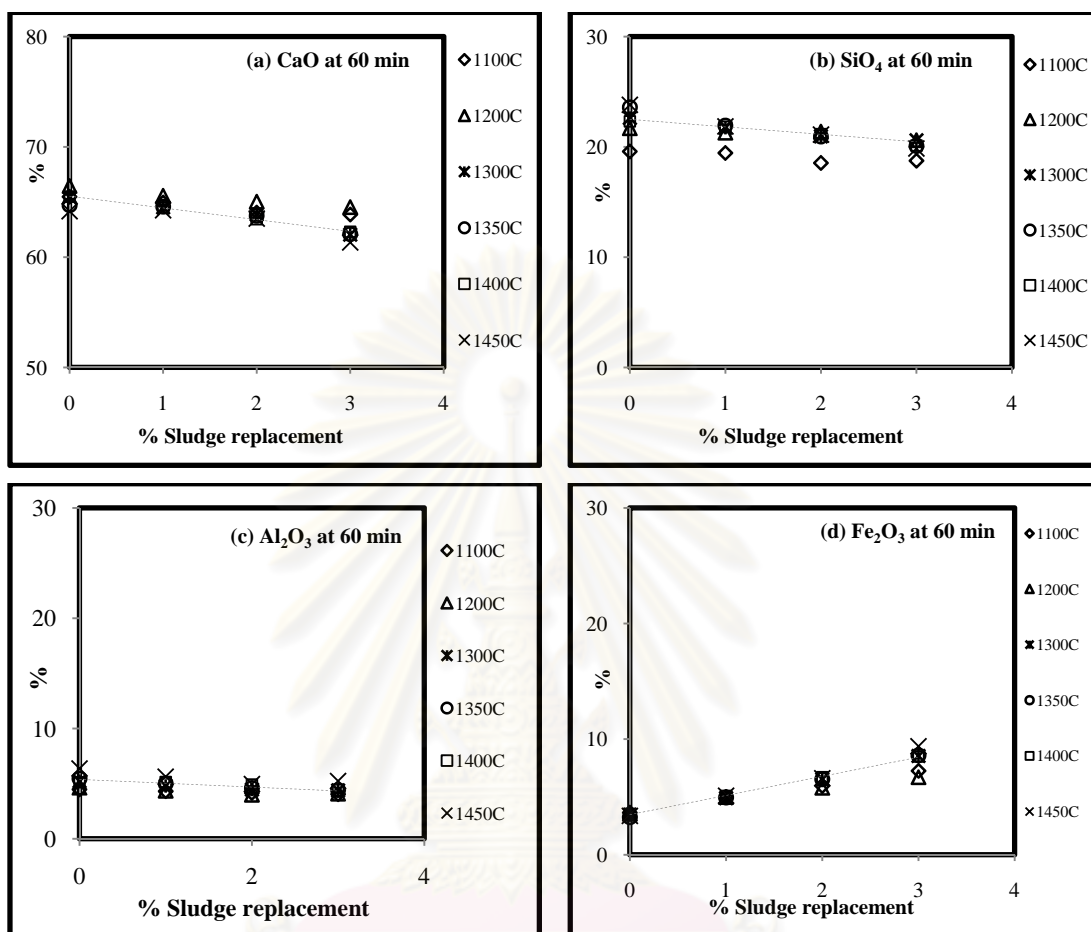 (a) CaO at 60 min
80
70
60
50
%
0 1 2 3 4
% Sludge replacement
1100C
1200C
1300C
1350C
1400C
1450C
(b) SiO₄ at 60 min
30
20
10
0
%
0 1 2 3 4
% Sludge replacement
1100C
1200C
1300C
1350C
1400C
1450C
(c) Al₂O₃ at 60 min
30
20
10
0
%
0 2 4
% Sludge replacement
1100C
1200C
1300C
1350C
1400C
1450C
(d) Fe₂O₃ at 60 min
30
20
10
0
%
0 1 2 3 4
% Sludge replacement
1100C
1200C
1300C
1350C
1400C
1450C